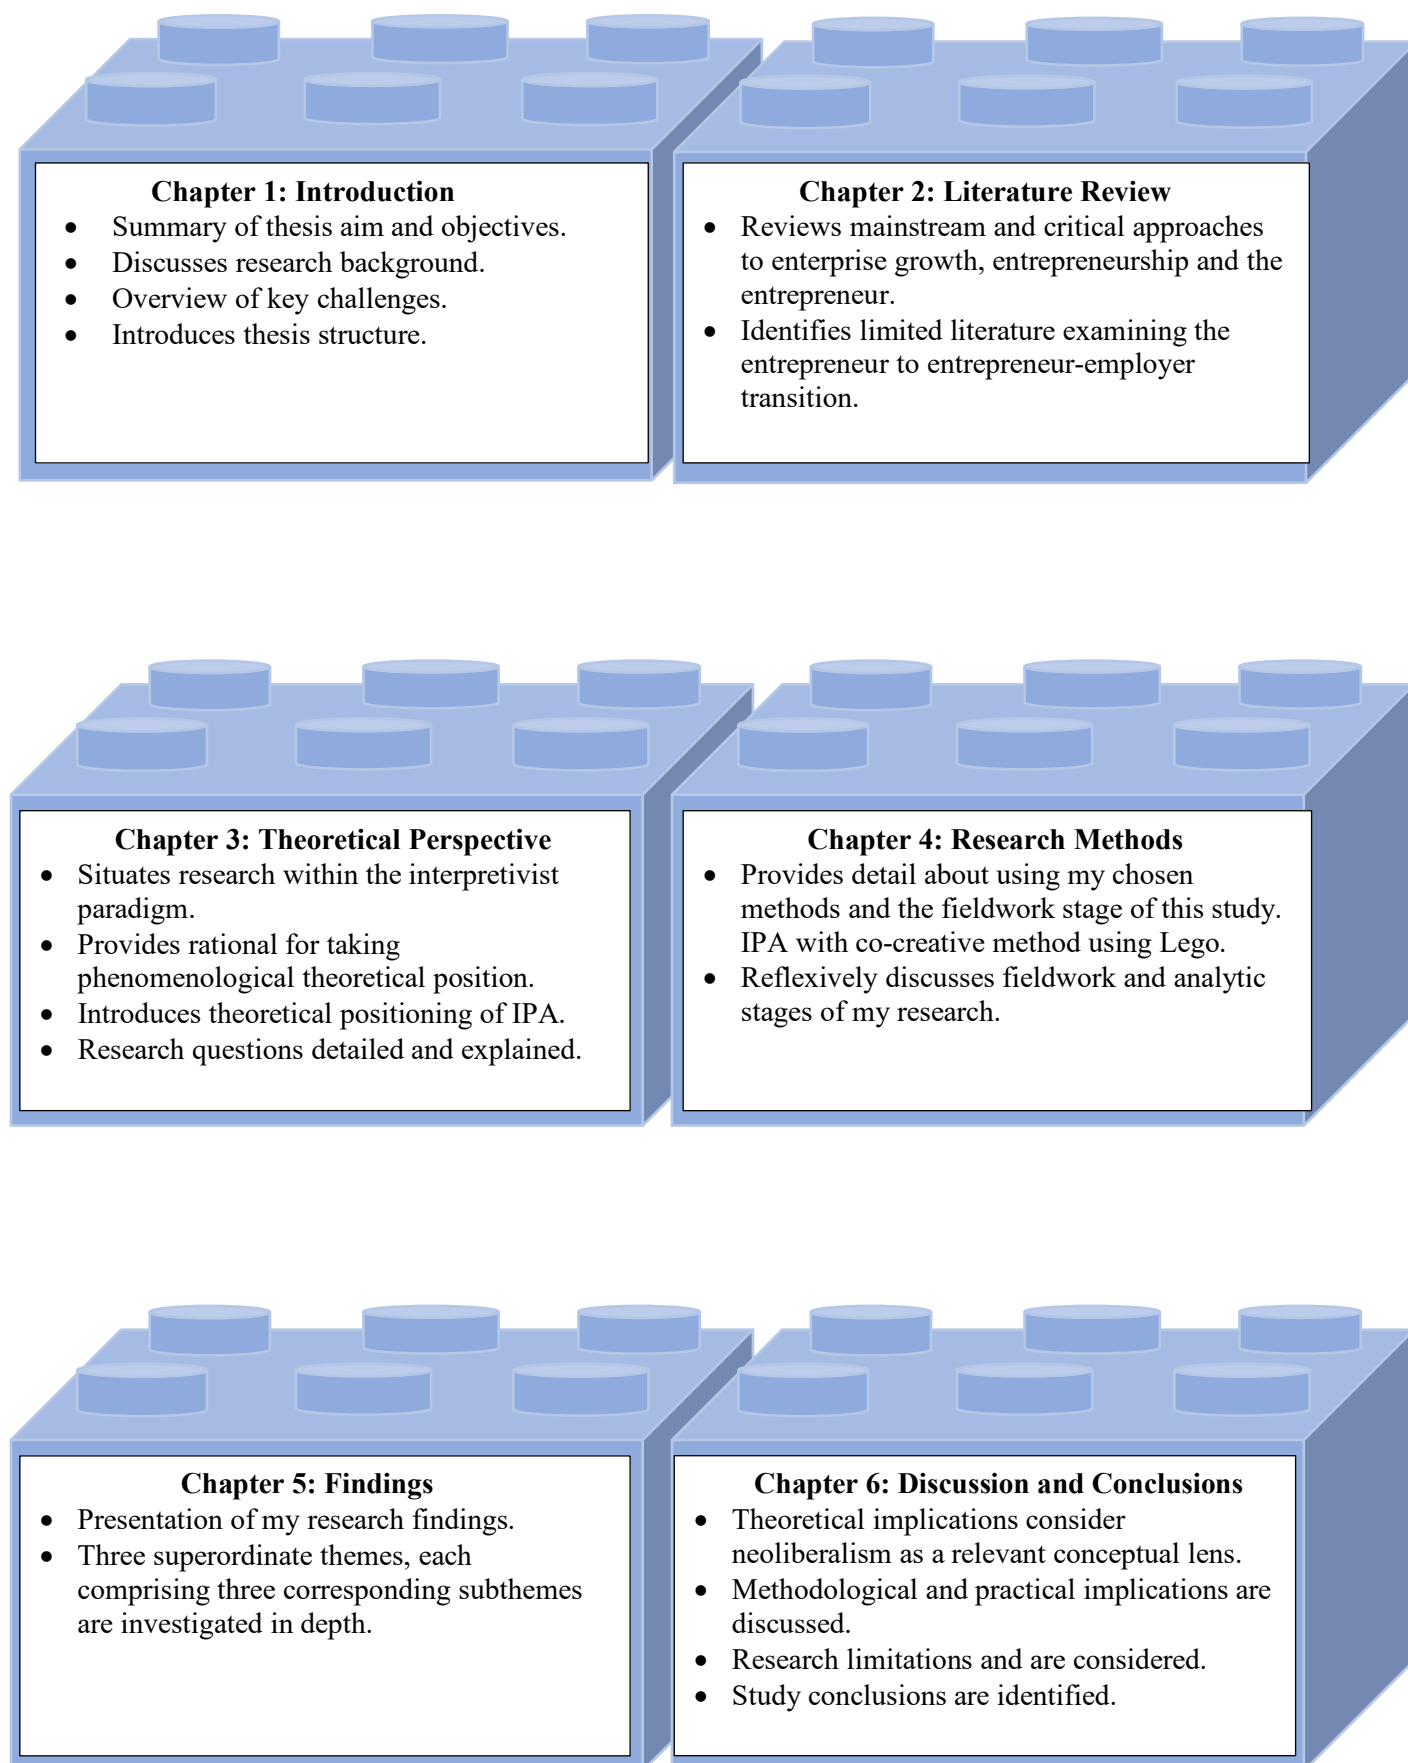 Chapter 1: Introduction
• Summary of thesis aim and objectives.
• Discusses research background.
• Overview of key challenges.
• Introduces thesis structure.
Chapter 2: Literature Review
• Reviews mainstream and critical approaches
to enterprise growth, entrepreneurship and the
entrepreneur.
• Identifies limited literature examining the
entrepreneur to entrepreneur-employer
transition.
Chapter 3: Theoretical Perspective
• Situates research within the interpretivist
paradigm.
• Provides rational for taking
phenomenological theoretical position.
• Introduces theoretical positioning of IPA.
• Research questions detailed and explained.
Chapter 4: Research Methods
• Provides detail about using my chosen
methods and the fieldwork stage of this study.
IPA with co-creative method using Lego.
• Reflexively discusses fieldwork and analytic
stages of my research.
Chapter 5: Findings
• Presentation of my research findings.
• Three superordinate themes, each
comprising three corresponding subthemes
are investigated in depth.
Chapter 6: Discussion and Conclusions
• Theoretical implications consider
neoliberalism as a relevant conceptual lens.
• Methodological and practical implications are
discussed.
• Research limitations and are considered.
• Study conclusions are identified.